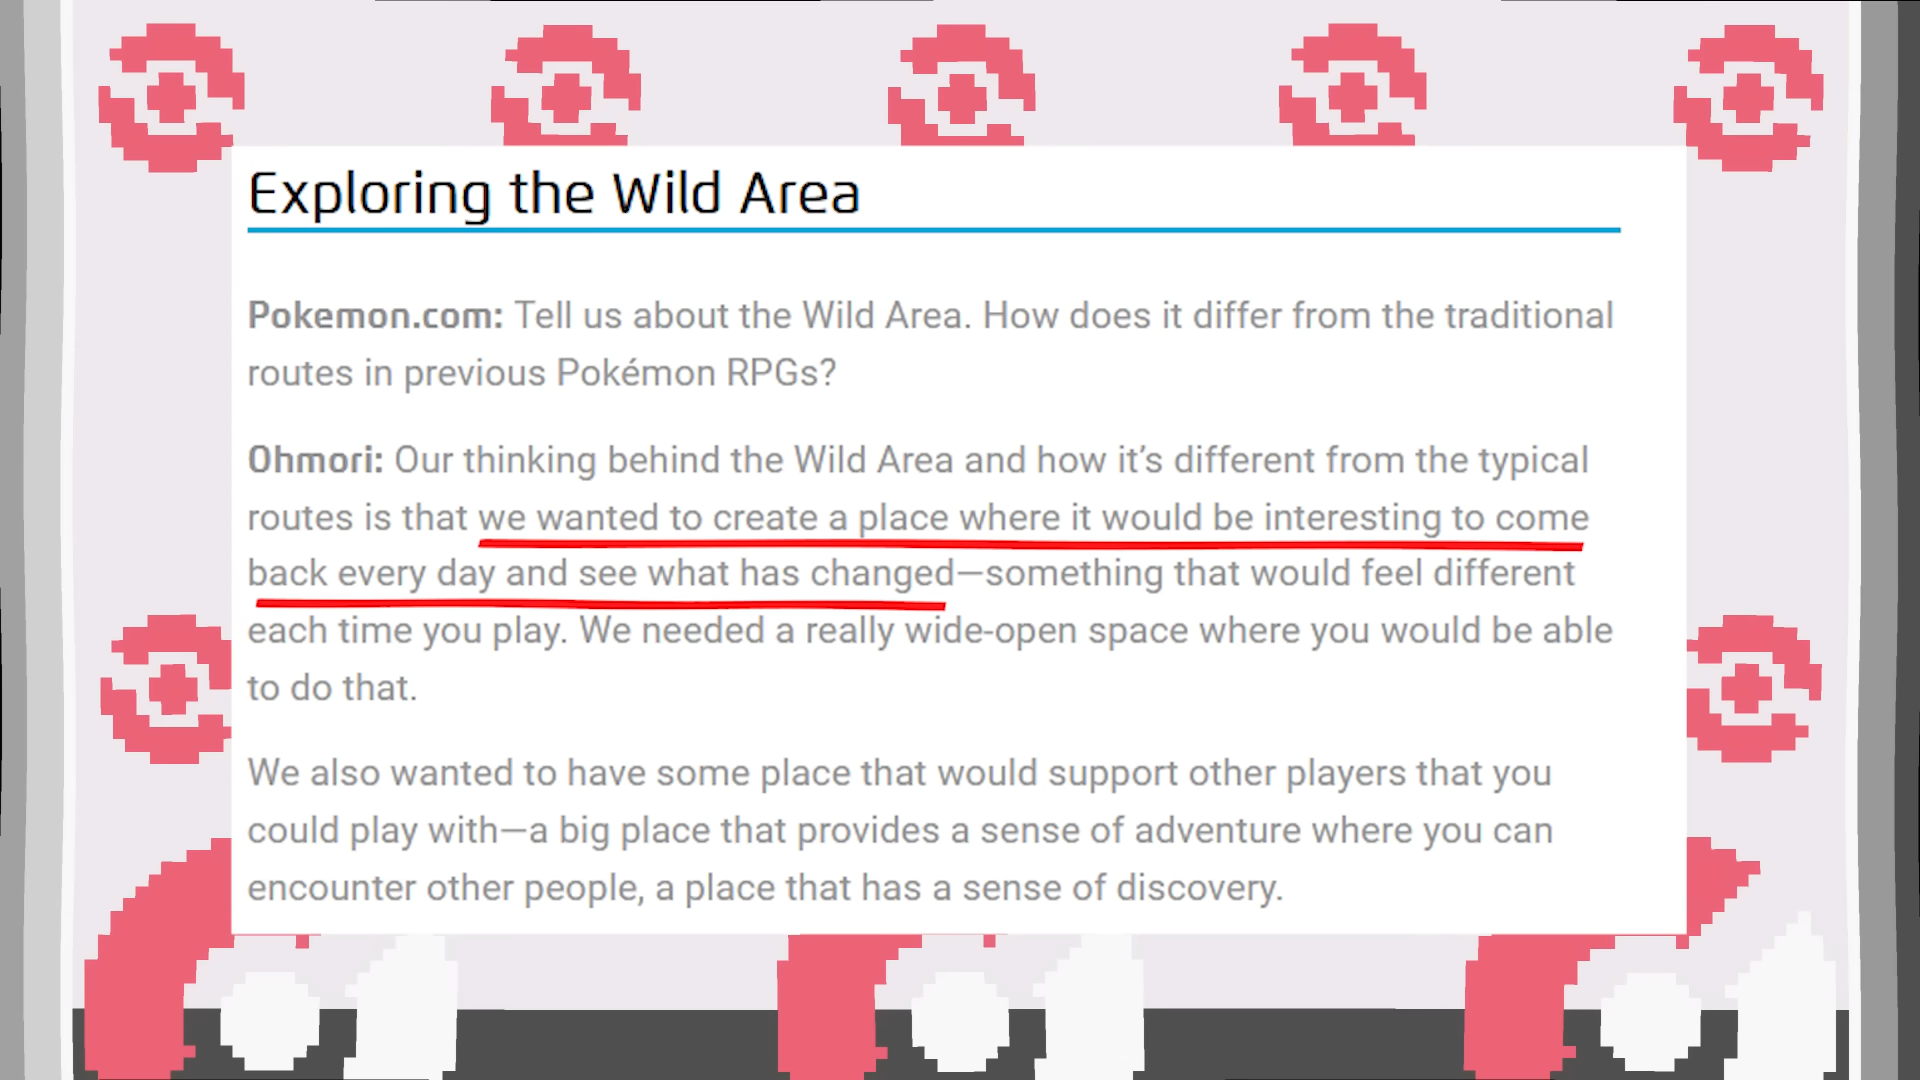 Exploring the Wild Area
Pokemon.com: Tell us about the Wild Area. How does it differ from the traditional
routes in previous Pokémon RPGs?
Ohmori: Our thinking behind the Wild Area and how it’s different from the typical
routes is that we wanted to create a place where it would be interesting to come
back every day and see what has changed—something that would feel different
each time you play. We needed a really wide-open space where you would be able
to do that.
We also wanted to have some place that would support other players that you
could play with—a big place that provides a sense of adventure where you can
encounter other people, a place that has a sense of discovery.